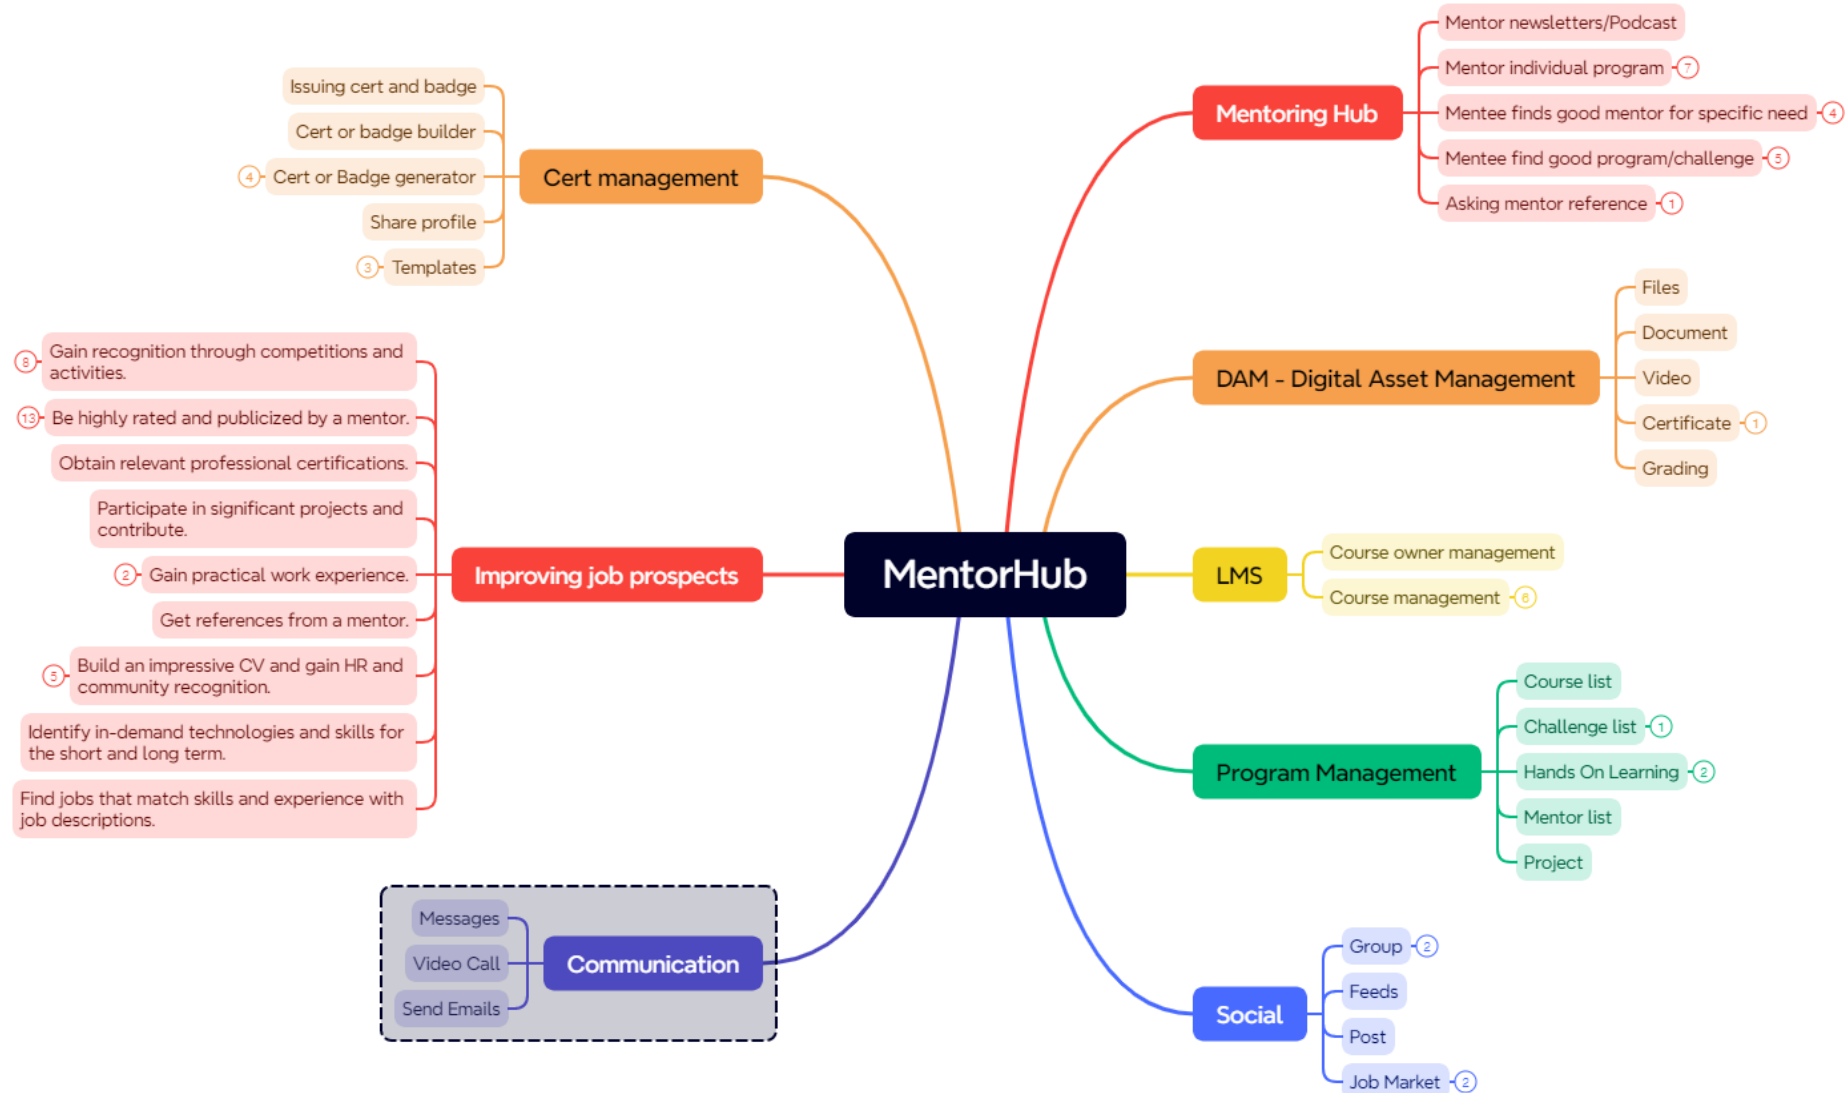 MentorHub
Mentoring Hub
Mentor newsletters/Podcast
Mentor individual program 7
Mentee finds good mentor for specific need 4
Mentee find good program/challenge 5
Asking mentor reference 1
DAM - Digital Asset Management
Files
Document
Video
Certificate 1
Grading
LMS
Course owner management
Course management 6
Program Management
Course list
Challenge list 1
Hands On Learning 2
Mentor list
Project
Social
Group 2
Feeds
Post
Job Market 2
Cert management
Issuing cert and badge
Cert or badge builder
4 Cert or Badge generator
Share profile
3 Templates
Improving job prospects
8 Gain recognition through competitions and
activities.
13 Be highly rated and publicized by a mentor.
Obtain relevant professional certifications.
Participate in significant projects and
contribute.
2 Gain practical work experience.
Get references from a mentor.
5 Build an impressive CV and gain HR and
community recognition.
Identify in-demand technologies and skills for
the short and long term.
Find jobs that match skills and experience with
job descriptions.
Communication
Messages
Video Call
Send Emails